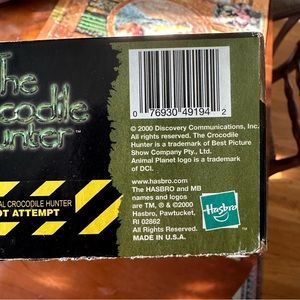 The
Crocodile
Hunter™
0 76930 49194 2
© 2000 Discovery Communications, Inc.
All rights reserved. The Crocodile
Hunter is a trademark of Best Picture
Show Company Pty., Ltd.
Animal Planet logo is a trademark
of DCI.
www.hasbro.com
The HASBRO and MB
names and logos
are TM, ® & ©2000
Hasbro, Pawtucket,
RI 02862
All Rights Reserved.
MADE IN U.S.A.
Hasbro
AL CROCODILE HUNTER
OT ATTEMPT